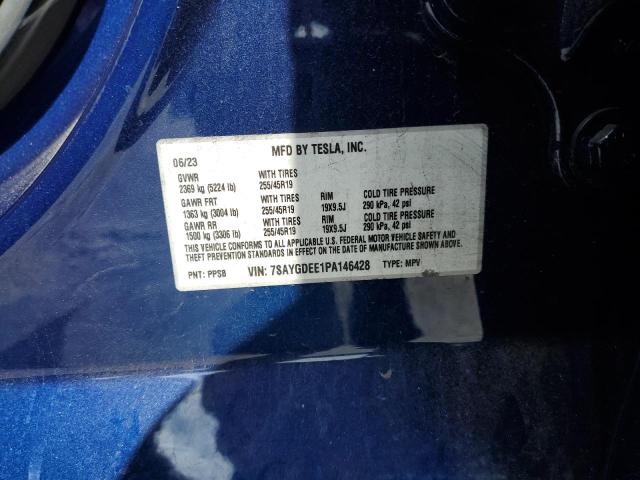 MFD BY TESLA, INC.
06/23
GVWR WITH TIRES
2369 kg (5224 lb) 255/45R19
GAWR FRT WITH TIRES RIM COLD TIRE PRESSURE
1363 kg (3004 lb) 255/45R19 19X9.5J 290 kPa, 42 psi
GAWR RR WITH TIRES RIM COLD TIRE PRESSURE
1500 kg (3306 lb) 255/45R19 19X9.5J 290 kPa, 42 psi
THIS VEHICLE CONFORMS TO ALL APPLICABLE U.S. FEDERAL MOTOR VEHICLE SAFETY AND
THEFT PREVENTION STANDARDS IN EFFECT ON THE DATE OF MANUFACTURE SHOWN ABOVE.
PNT: PPSB VIN: 7SAYGDEE1PA146428 TYPE: MPV